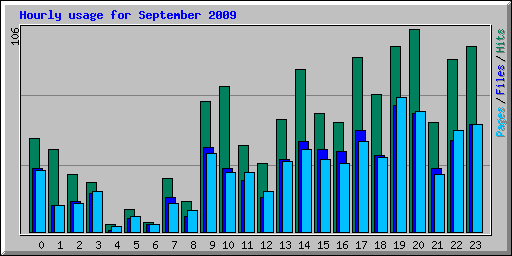 Hourly usage for September 2009
106
Pages/Files/Hits
0 1 2 3 4 5 6 7 8 9 10 11 12 13 14 15 16 17 18 19 20 21 22 23